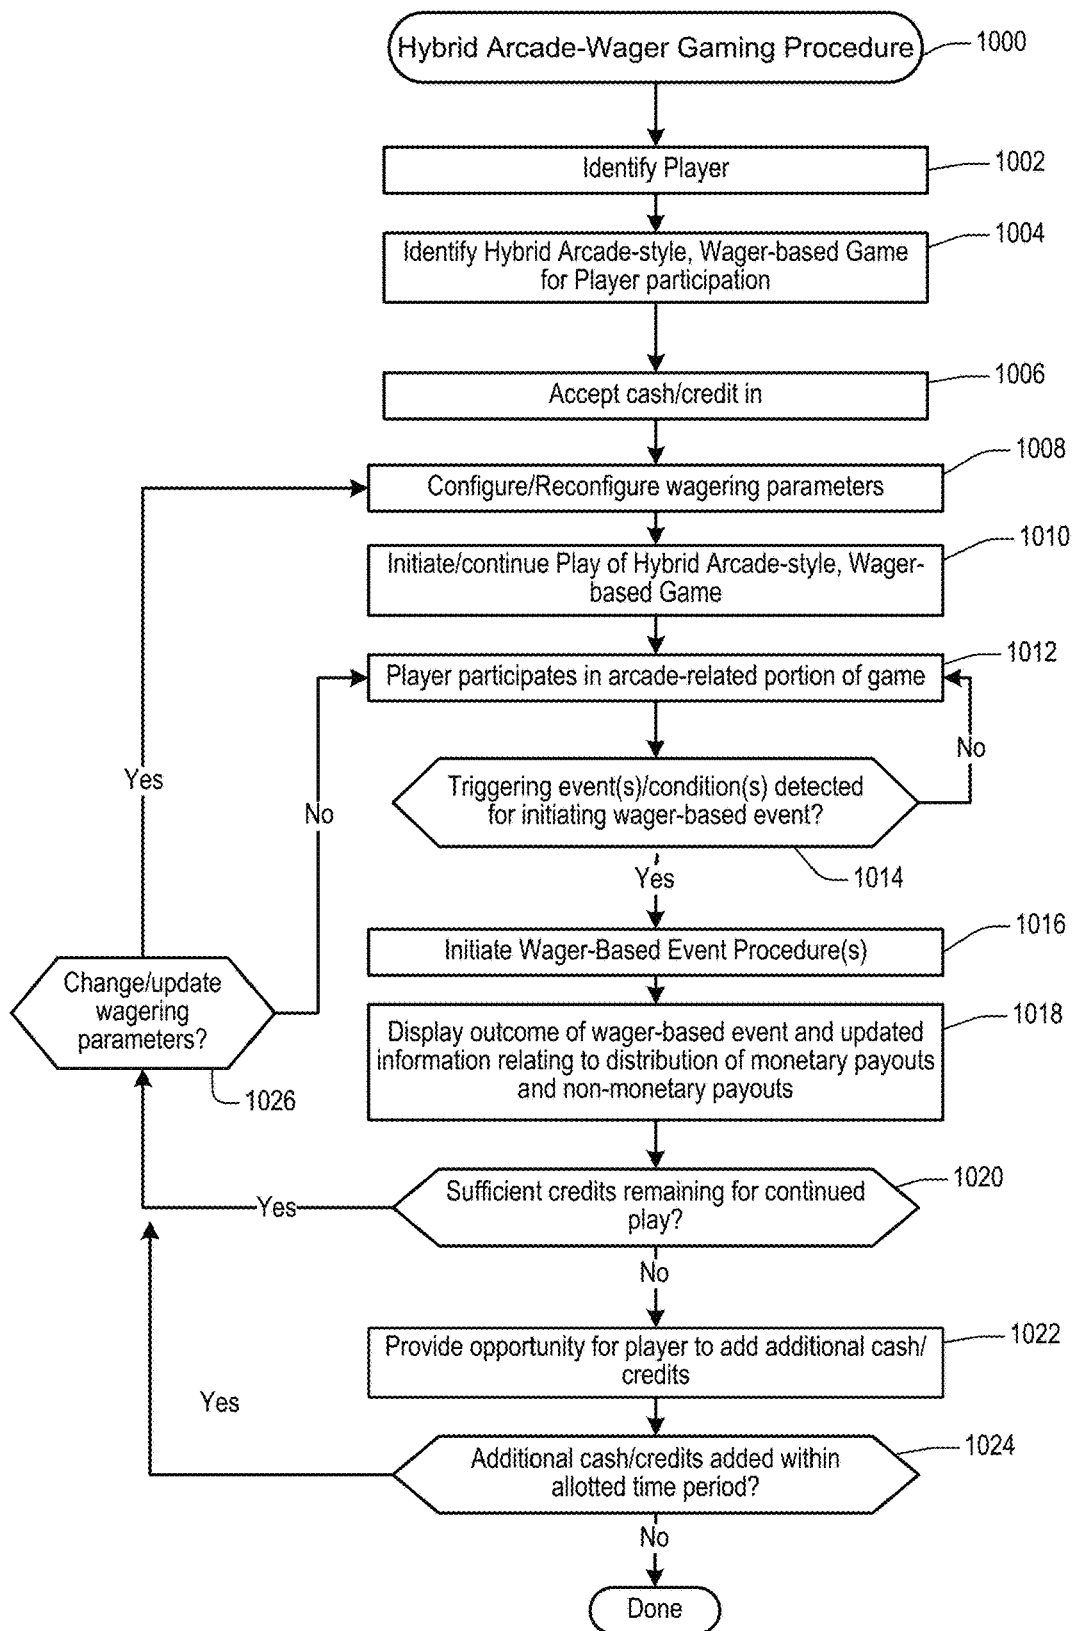 Hybrid Arcade-Wager Gaming Procedure
1000
Identify Player
1002
Identify Hybrid Arcade-style, Wager-based Game
for Player participation
1004
Accept cash/credit in
1006
Configure/Reconfigure wagering parameters
1008
Initiate/continue Play of Hybrid Arcade-style, Wager-
based Game
1010
Player participates in arcade-related portion of game
1012
No
Triggering event(s)/condition(s) detected
for initiating wager-based event?
1014
Yes
No
Yes
Initiate Wager-Based Event Procedure(s)
1016
Change/update
wagering
parameters?
1026
Display outcome of wager-based event and updated
information relating to distribution of monetary payouts
and non-monetary payouts
1018
Sufficient credits remaining for continued
play?
1020
Yes
No
Provide opportunity for player to add additional cash/
credits
1022
Yes
Additional cash/credits added within
allotted time period?
1024
No
Done